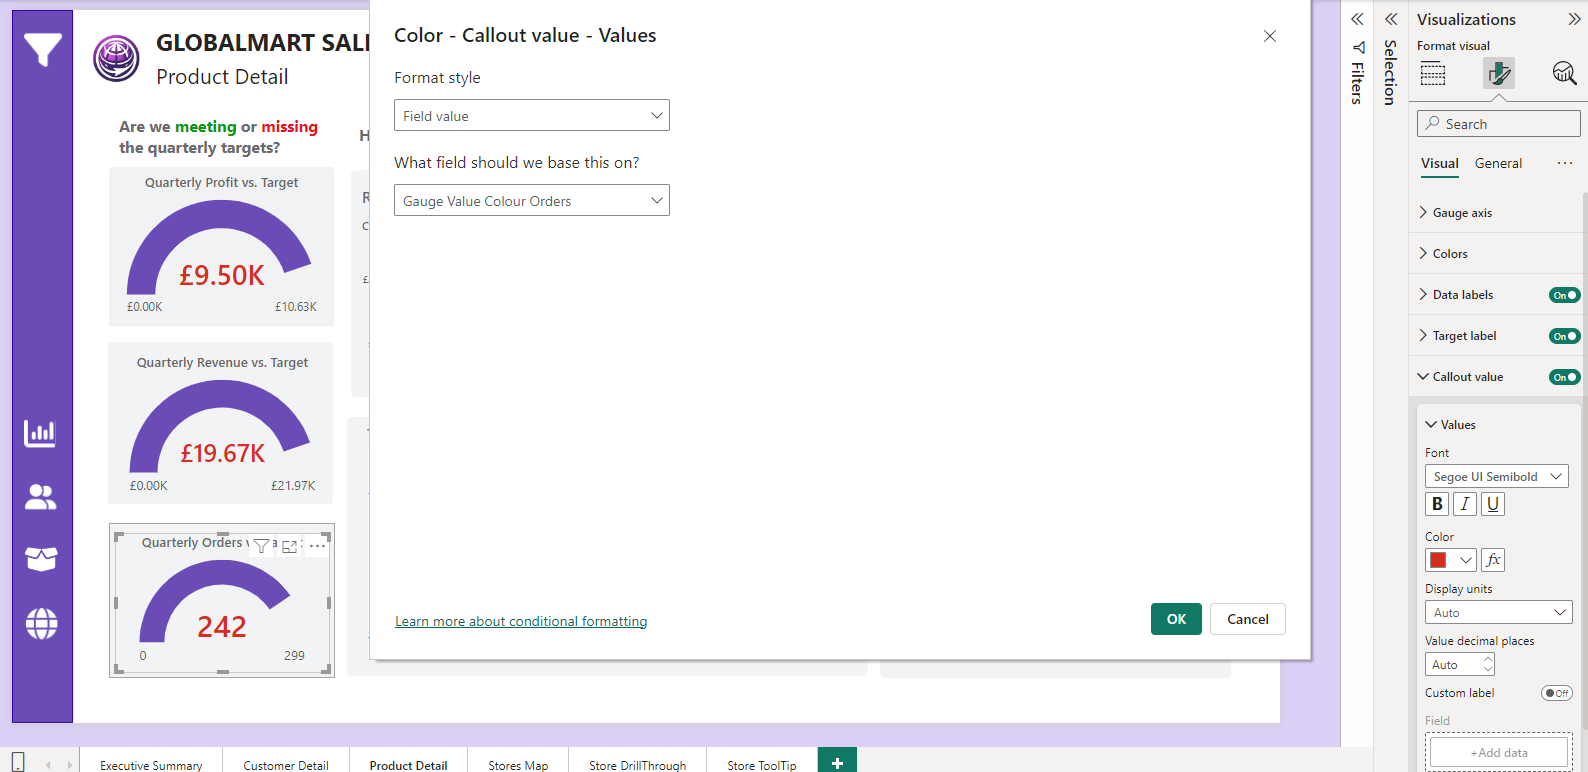 GLOBALMART SAL
Product Detail
Are we meeting or missing
the quarterly targets?
H
Quarterly Profit vs. Target
£9.50K
£0.00K
£10.63K
Quarterly Revenue vs. Target
£19.67K
£0.00K
£21.97K
Quarterly Orders v
242
0
299
Color - Callout value - Values
Format style
Field value
What field should we base this on?
Gauge Value Colour Orders
Learn more about conditional formatting
OK
Cancel
Filters
Selection
Visualizations
Format visual
Search
Visual
General
Gauge axis
Colors
Data labels
On
Target label
On
Callout value
On
Values
Font
Segoe UI Semibold
B I U
Color
fx
Display units
Auto
Value decimal places
Auto
Custom label
Off
Field
+Add data
Executive Summary
Customer Detail
Product Detail
Stores Map
Store DrillThrough
Store ToolTip
+